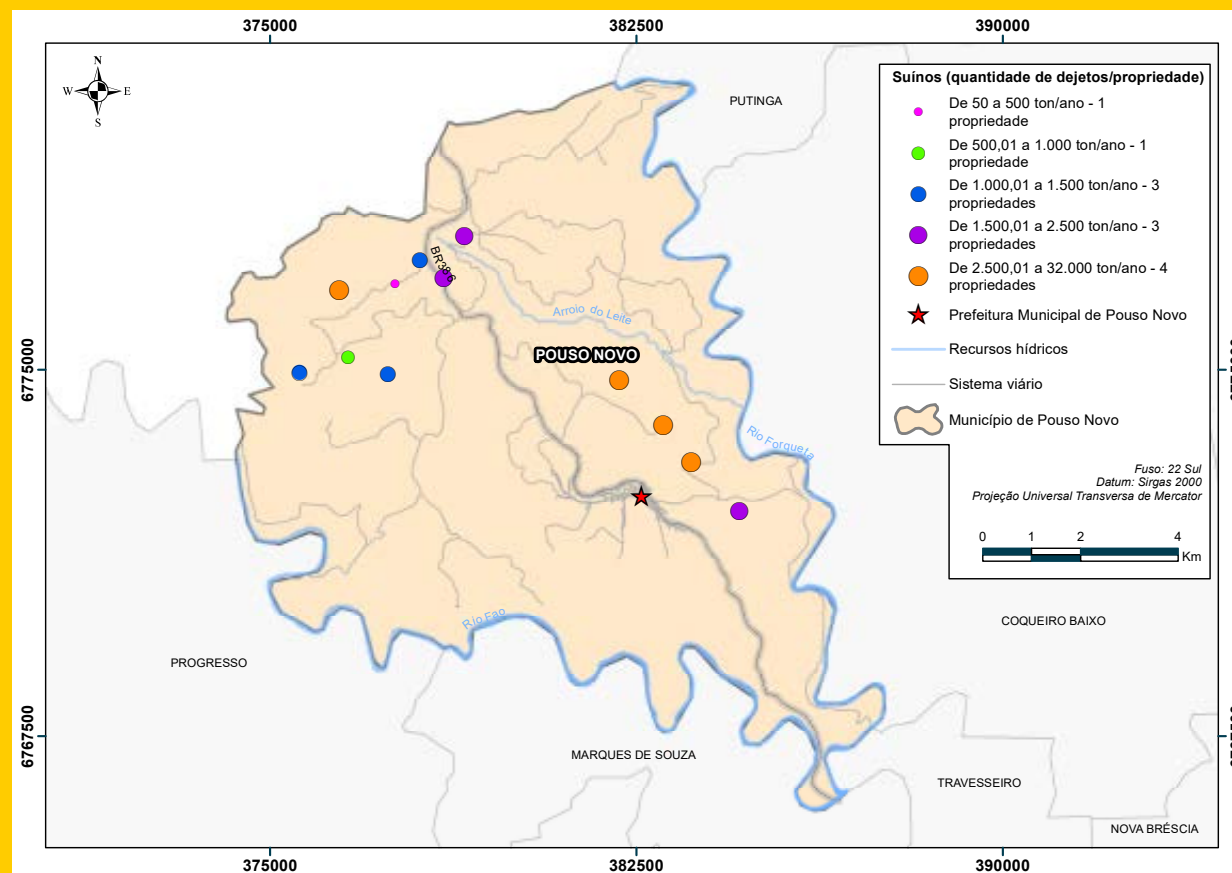 375000
382500
390000
N
W
E
S
PUTINGA
Suínos (quantidade de dejetos/propriedade)
De 50 a 500 ton/ano - 1
propriedade
De 500,01 a 1.000 ton/ano - 1
propriedade
De 1.000,01 a 1.500 ton/ano - 3
propriedades
De 1.500,01 a 2.500 ton/ano - 3
propriedades
De 2.500,01 a 32.000 ton/ano - 4
propriedades
Prefeitura Municipal de Pouso Novo
Recursos hídricos
Sistema viário
Município de Pouso Novo
Fuso: 22 Sul
Datum: Sirgas 2000
Projeção Universal Transversa de Mercator
0 1 2 4
Km
BR386
Arroio do Leite
POUSO NOVO
6775000
Rio Forqueta
Rio Fao
COQUEIRO BAIXO
PROGRESSO
6767500
MARQUES DE SOUZA
TRAVESSEIRO
NOVA BRÉSCIA
375000
382500
390000